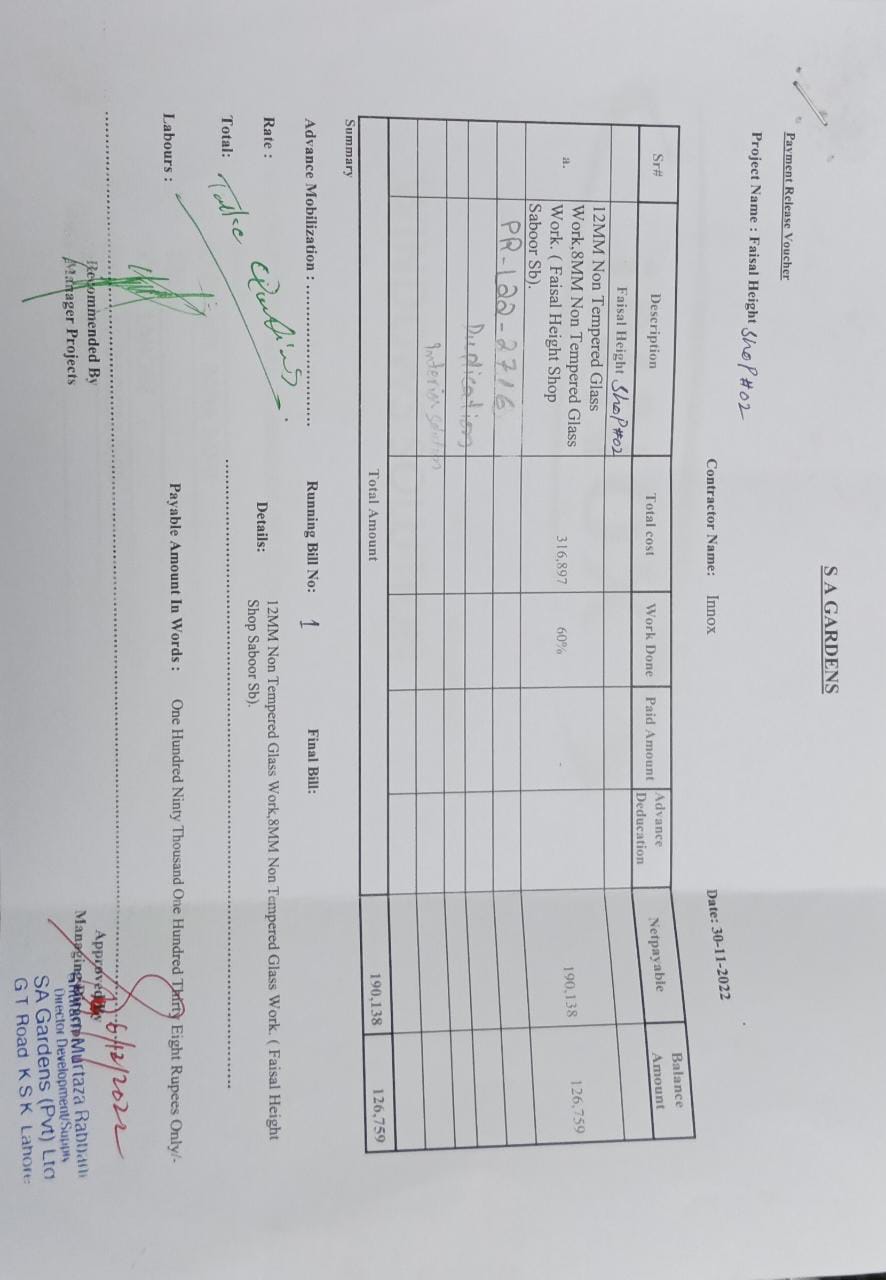 S A GARDENS
Payment Release Voucher
Project Name : Faisal Height Shop#02
Contractor Name: Innox
Date: 30-11-2022
Sr# Description Total cost Work Done Paid Amount Advance Deducation Netpayable Balance Amount
Faisal Height Shop#02
a. 12MM Non Tempered Glass Work,8MM Non Tempered Glass Work. ( Faisal Height Shop Saboor Sb). 316,897 60% - 190,138 126,759
PR-L22-2716
Duplication
Interior Solution
Total Amount 190,138 126,759
Summary
Advance Mobilization : Running Bill No: 1 Final Bill:
Rate : Details: 12MM Non Tempered Glass Work,8MM Non Tempered Glass Work. ( Faisal Height
Shop Saboor Sb).
Total:
Labours : Payable Amount In Words : One Hundred Ninty Thousand One Hundred Thirty Eight Rupees Only/-
Recommended By
Manager Projects
Approved By
Managing
6/12/2022
Murtaza Rabbani
Director Development/Supply
SA Gardens (Pvt) Ltd
GT Road K S K Lahore